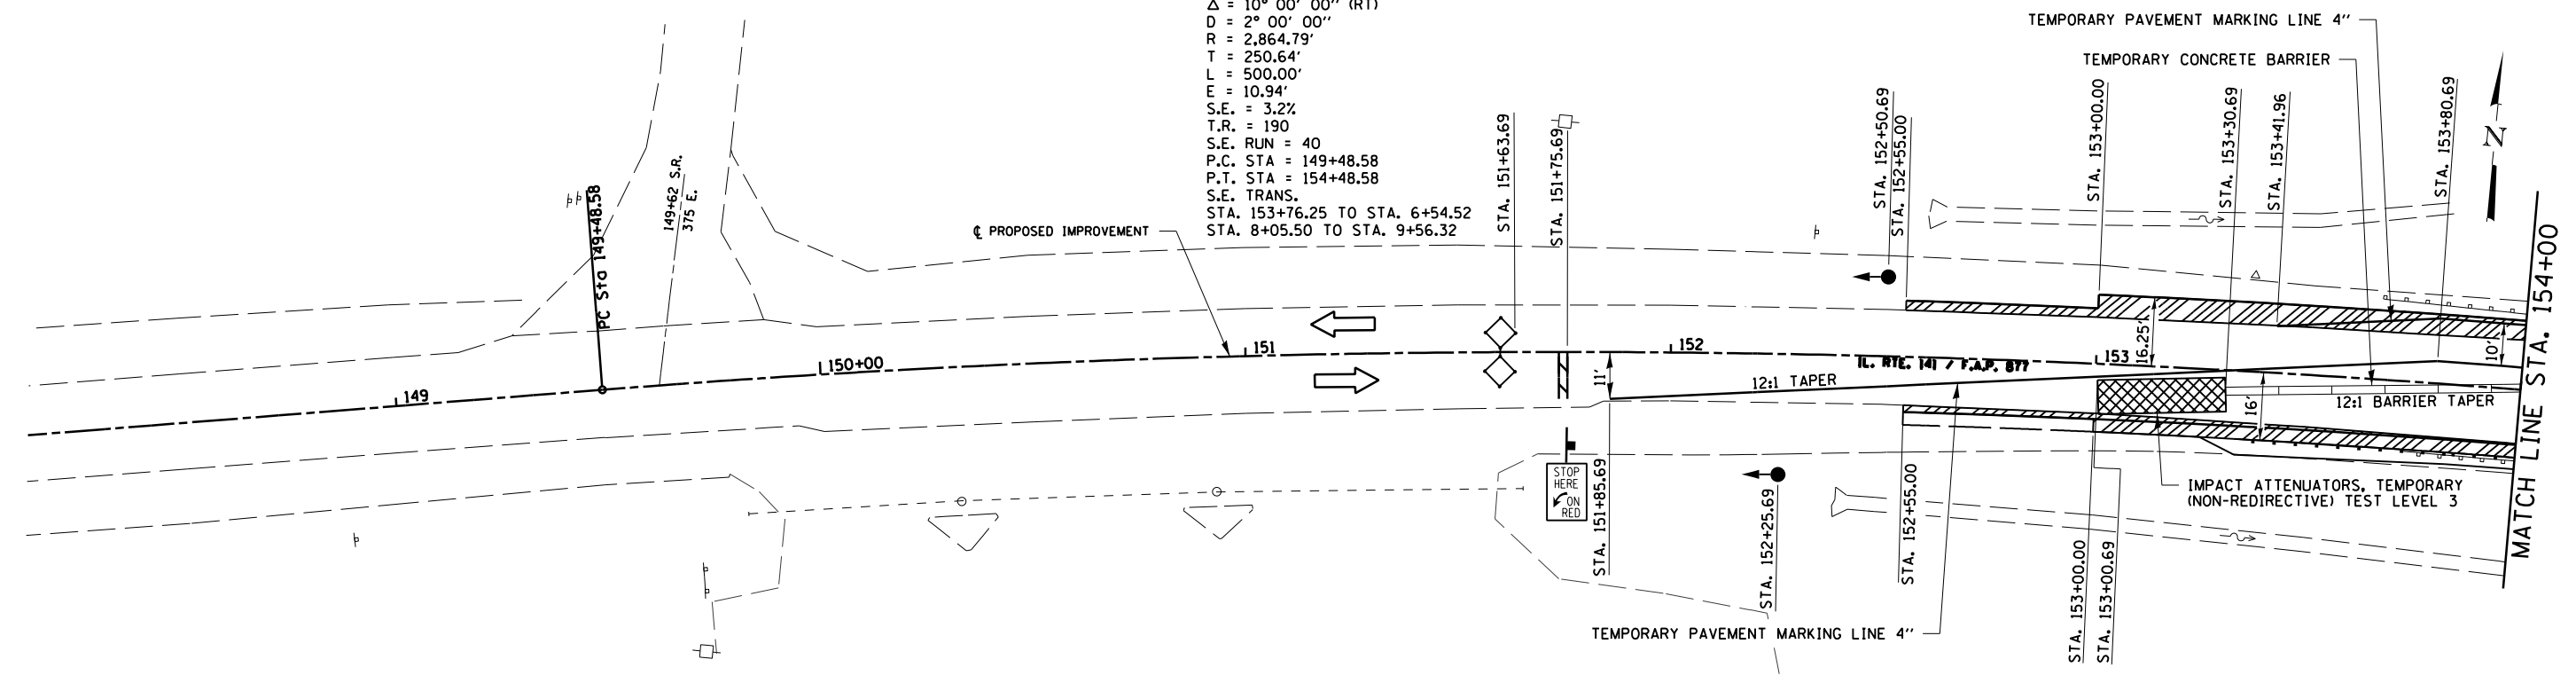 Δ = 10° 00' 00'' (RT)
D = 2° 00' 00''
R = 2,864.79'
T = 250.64'
L = 500.00'
E = 10.94'
S.E. = 3.2%
T.R. = 190
S.E. RUN = 40
P.C. STA = 149+48.58
P.T. STA = 154+48.58
S.E. TRANS.
STA. 153+76.25 TO STA. 6+54.52
STA. 8+05.50 TO STA. 9+56.32
TEMPORARY PAVEMENT MARKING LINE 4''
TEMPORARY CONCRETE BARRIER
PC Sta 149+48.58
149+62 S.R.
375 E.
℄ PROPOSED IMPROVEMENT
STA. 151+63.69
STA. 151+75.69
STA. 152+50.69
STA. 152+55.00
STA. 153+00.00
STA. 153+30.69
STA. 153+41.96
STA. 153+80.69
N
MATCH LINE STA. 154+00
149
150+00
151
152
153
IL. RTE. 141 / F.A.P. 877
11'
12:1 TAPER
16.25'
10'
16'
12:1 BARRIER TAPER
STOP
HERE
ON
RED
STA. 151+85.69
STA. 152+25.69
STA. 152+55.00
STA. 153+00.00
STA. 153+00.69
IMPACT ATTENUATORS, TEMPORARY
(NON-REDIRECTIVE) TEST LEVEL 3
TEMPORARY PAVEMENT MARKING LINE 4''